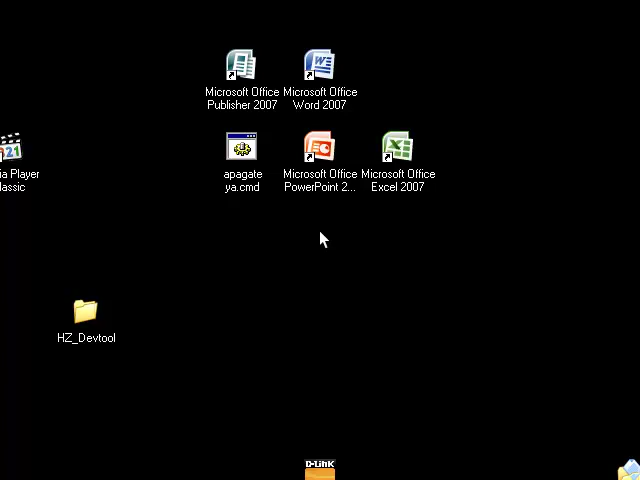 Microsoft Office
Publisher 2007
Microsoft Office
Word 2007
321
ia Player
lassic
apagate
ya.cmd
Microsoft Office
PowerPoint 2...
Microsoft Office
Excel 2007
HZ_Devtool
D-Link